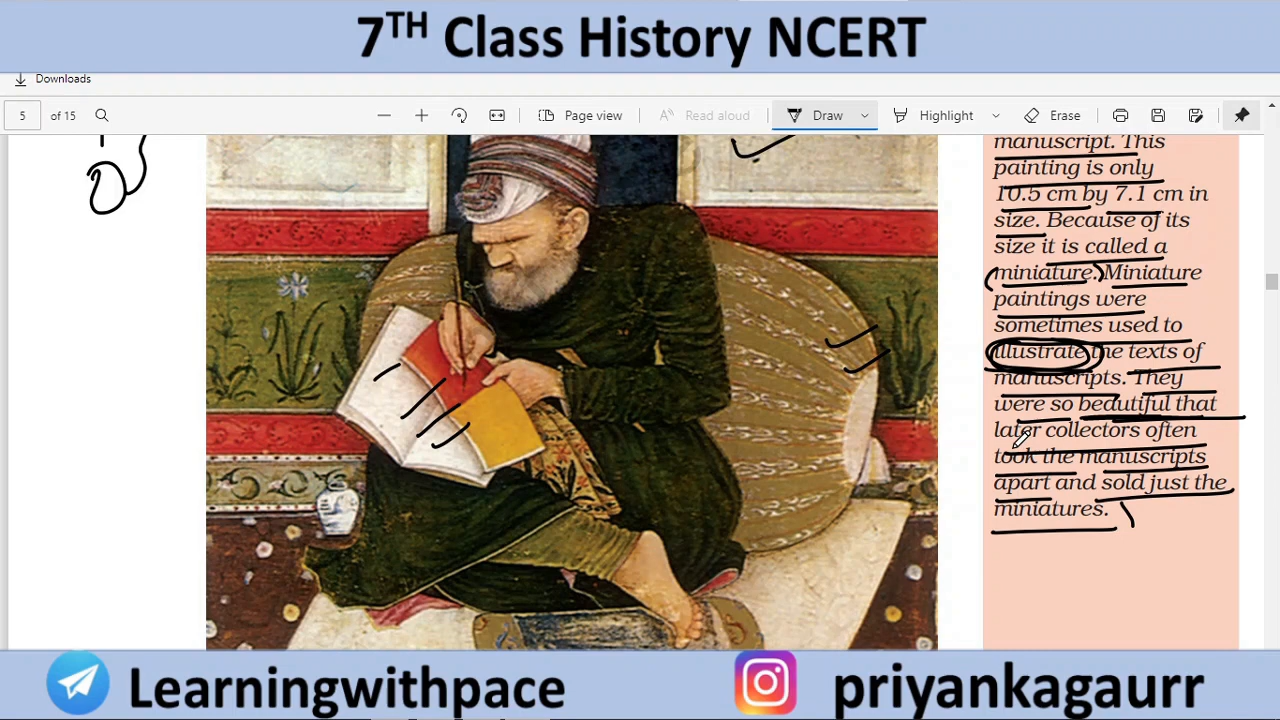 7TH Class History NCERT
Downloads
5 of 15 Page view Read aloud Draw Highlight Erase
manuscript. This
painting is only
10.5 cm by 7.1 cm in
size. Because of its
size it is called a
miniature. Miniature
paintings were
sometimes used to
illustrate the texts of
manuscripts. They
were so beautiful that
later collectors often
took the manuscripts
apart and sold just the
miniatures.
Learningwithpace priyankagaurr